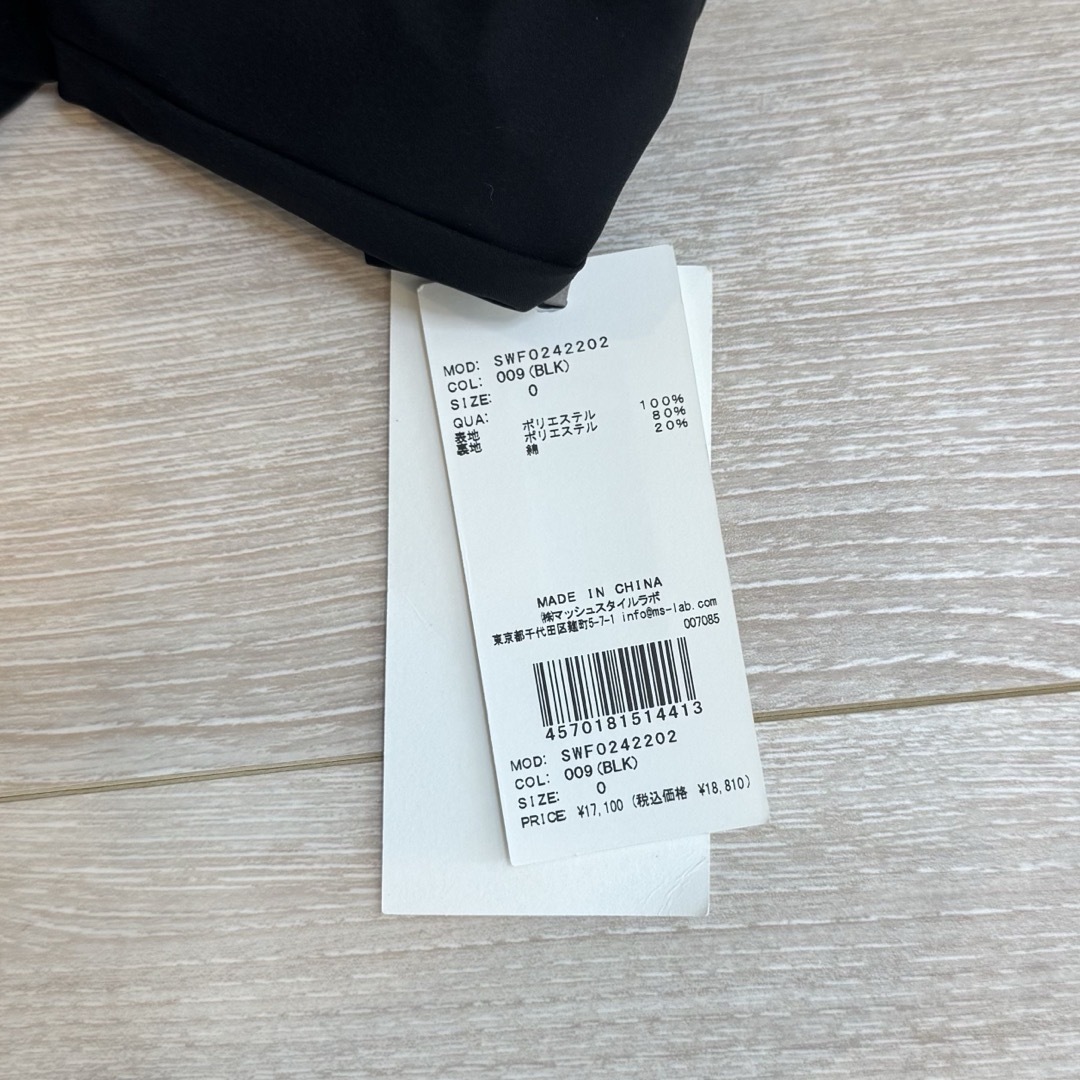 MOD: SWF0242202
COL: 009(BLK)
SIZE: 0
QUA:
表地 ポリエステル 100%
裏地 ポリエステル 80%
綿 20%
MADE IN CHINA
㈱マッシュスタイルラボ
東京都千代田区麹町5-7-1 info@ms-lab.com
007085
4570181514413
MOD: SWF0242202
COL: 009(BLK)
SIZE: 0
PRICE: ¥17,100 (税込価格 ¥18,810)